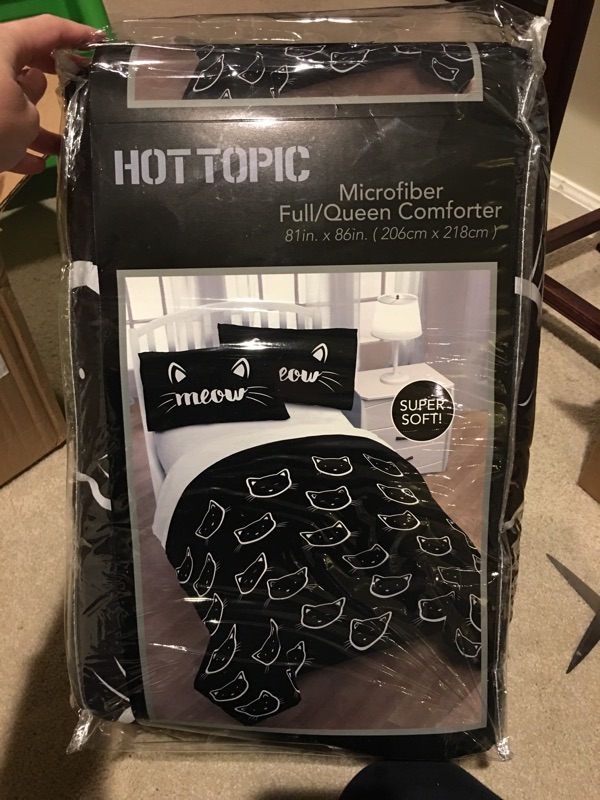 HOT TOPIC
Microfiber
Full/Queen Comforter
81in. x 86in. ( 206cm x 218cm )
meow
eow
SUPER
SOFT!